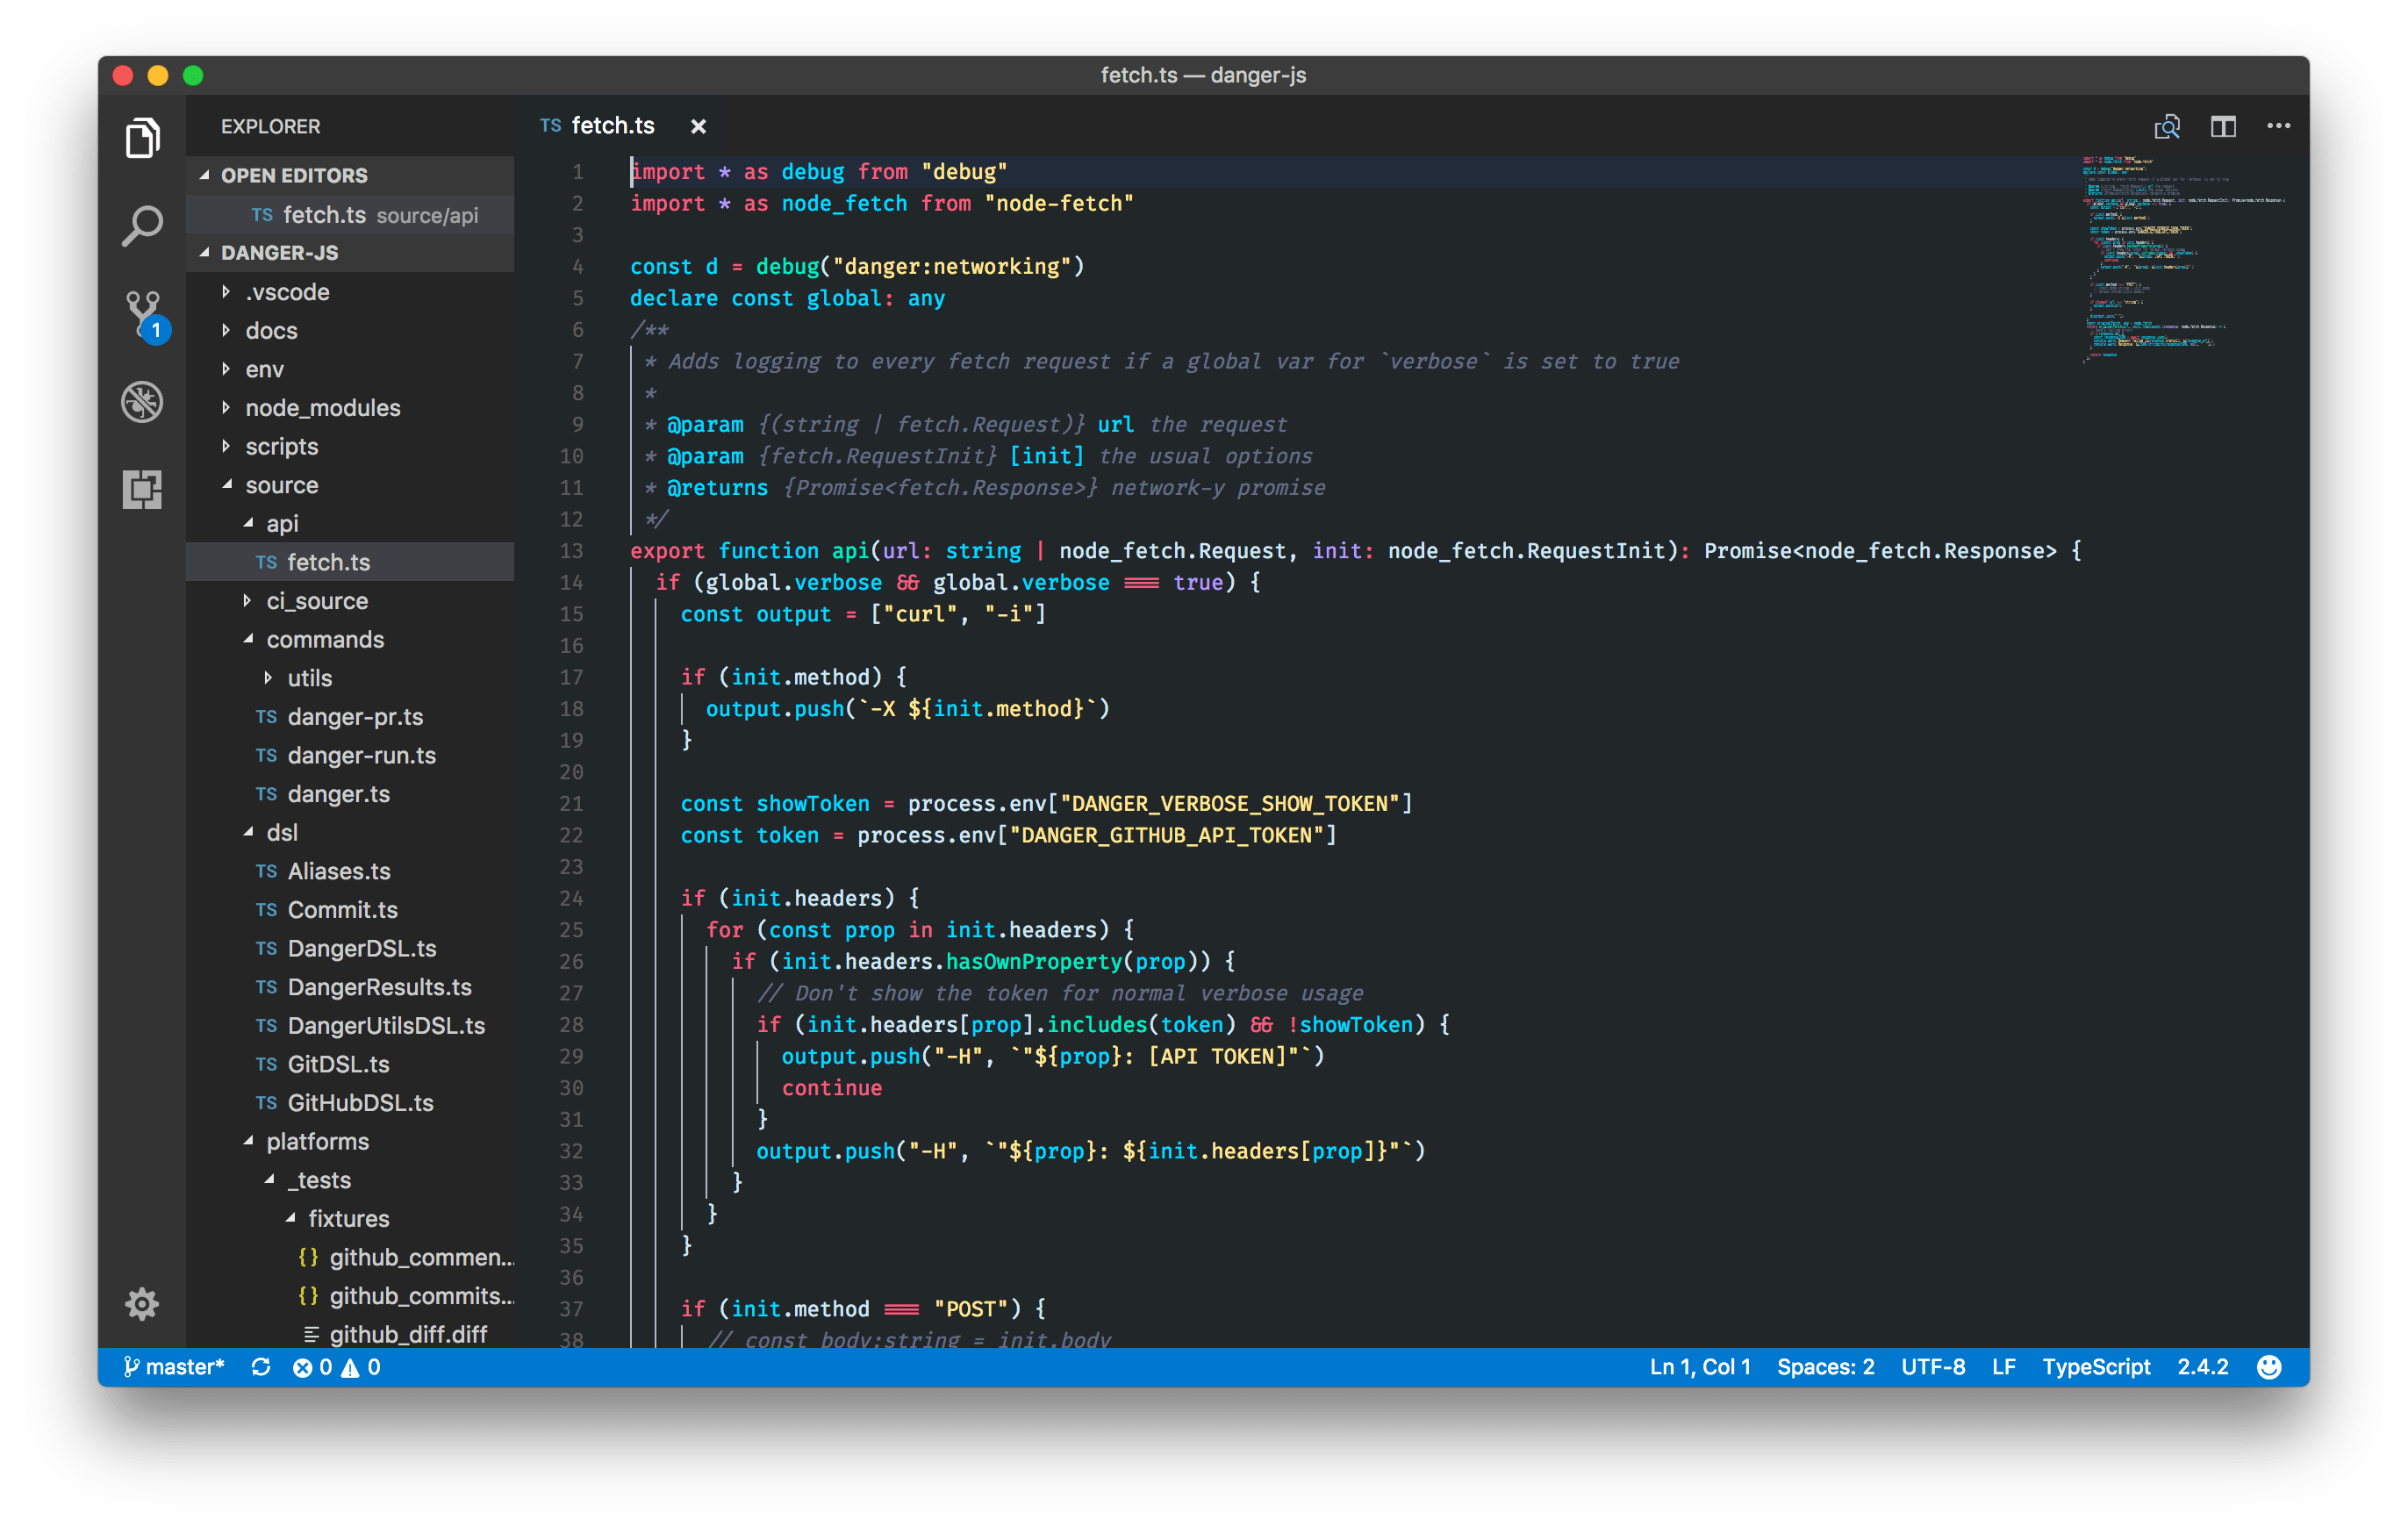 fetch.ts — danger-js
EXPLORER
OPEN EDITORS
TS fetch.ts source/api
DANGER-JS
.vscode
docs
env
node_modules
scripts
source
api
TS fetch.ts
ci_source
commands
utils
TS danger-pr.ts
TS danger-run.ts
TS danger.ts
dsl
TS Aliases.ts
TS Commit.ts
TS DangerDSL.ts
TS DangerResults.ts
TS DangerUtilsDSL.ts
TS GitDSL.ts
TS GitHubDSL.ts
platforms
_tests
fixtures
{} github_commen...
{} github_commits...
github_diff.diff
1
TS fetch.ts ×
1 import * as debug from "debug"
2 import * as node_fetch from "node-fetch"
3
4 const d = debug("danger:networking")
5 declare const global: any
6 /**
7 * Adds logging to every fetch request if a global var for `verbose` is set to true
8 *
9 * @param {(string | fetch.Request)} url the request
10 * @param {fetch.RequestInit} [init] the usual options
11 * @returns {Promise<fetch.Response>} network-y promise
12 */
13 export function api(url: string | node_fetch.Request, init: node_fetch.RequestInit): Promise<node_fetch.Response> {
14 if (global.verbose && global.verbose === true) {
15 const output = ["curl", "-i"]
16
17 if (init.method) {
18 output.push(`-X ${init.method}`)
19 }
20
21 const showToken = process.env["DANGER_VERBOSE_SHOW_TOKEN"]
22 const token = process.env["DANGER_GITHUB_API_TOKEN"]
23
24 if (init.headers) {
25 for (const prop in init.headers) {
26 if (init.headers.hasOwnProperty(prop)) {
27 // Don't show the token for normal verbose usage
28 if (init.headers[prop].includes(token) && !showToken) {
29 output.push("-H", `"${prop}: [API TOKEN]"`)
30 continue
31 }
32 output.push("-H", `"${prop}: ${init.headers[prop]}"`)
33 }
34 }
35 }
36
37 if (init.method === "POST") {
38 // const body:string = init.body
master* 0 0
Ln 1, Col 1 Spaces: 2 UTF-8 LF TypeScript 2.4.2